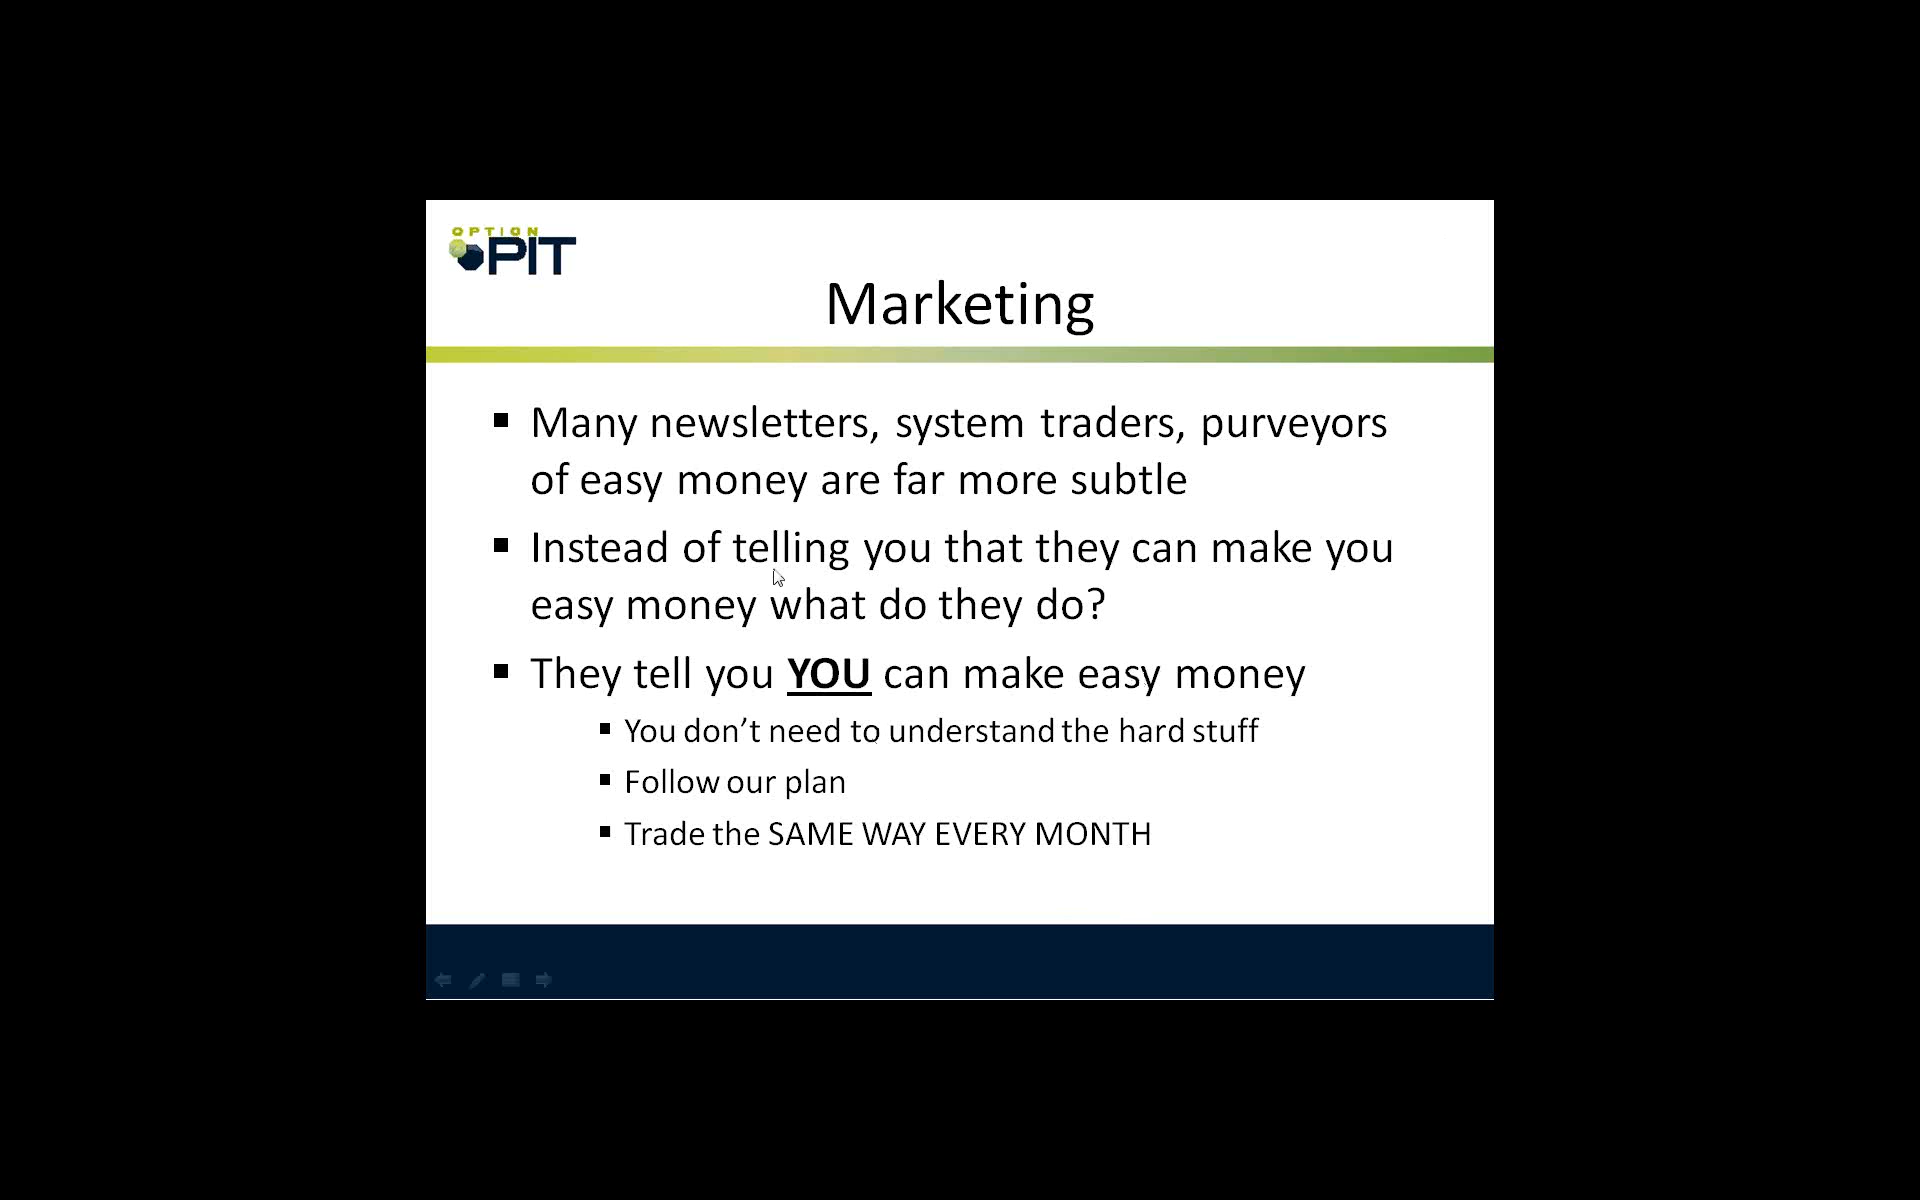 OPTION
PIT
Marketing
Many newsletters, system traders, purveyors
of easy money are far more subtle
Instead of telling you that they can make you
easy money what do they do?
They tell you YOU can make easy money
You don’t need to understand the hard stuff
Follow our plan
Trade the SAME WAY EVERY MONTH